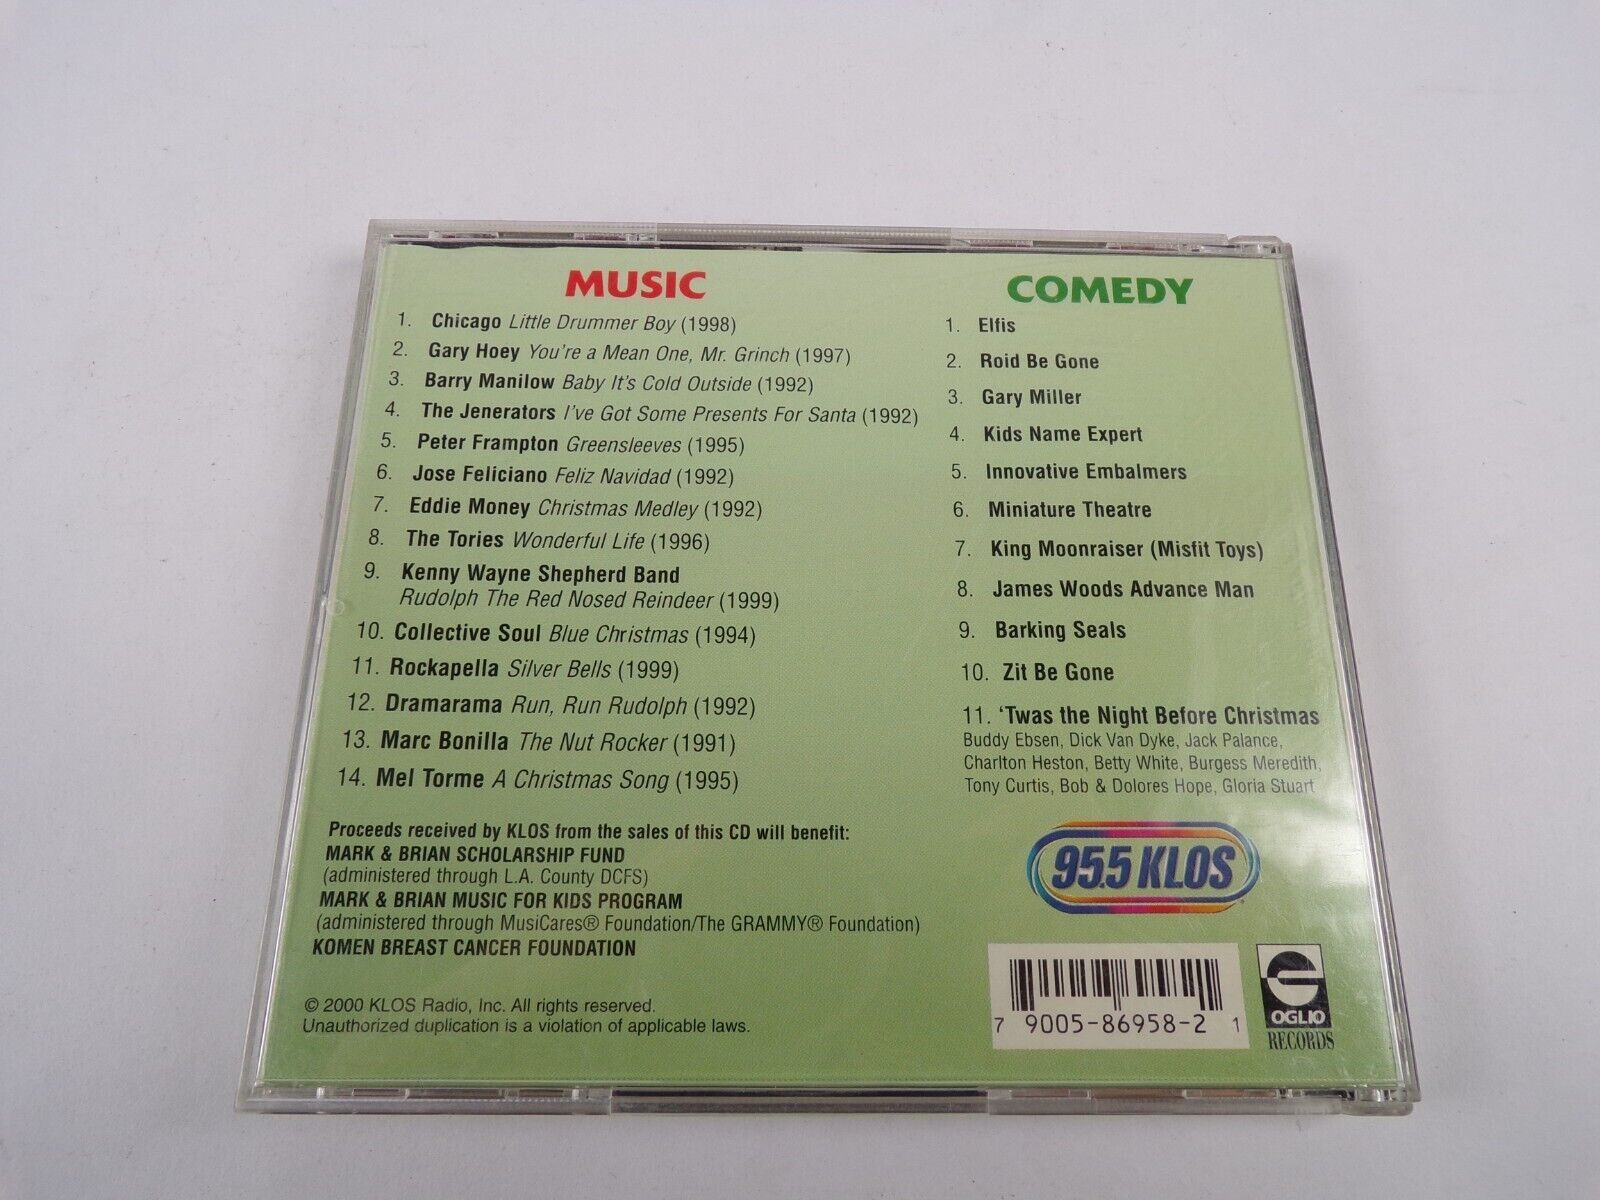 MUSIC
1. Chicago Little Drummer Boy (1998)
2. Gary Hoey You're a Mean One, Mr. Grinch (1997)
3. Barry Manilow Baby It's Cold Outside (1992)
4. The Jenerators I've Got Some Presents For Santa (1992)
5. Peter Frampton Greensleeves (1995)
6. Jose Feliciano Feliz Navidad (1992)
7. Eddie Money Christmas Medley (1992)
8. The Tories Wonderful Life (1996)
9. Kenny Wayne Shepherd Band
Rudolph The Red Nosed Reindeer (1999)
10. Collective Soul Blue Christmas (1994)
11. Rockapella Silver Bells (1999)
12. Dramarama Run, Run Rudolph (1992)
13. Marc Bonilla The Nut Rocker (1991)
14. Mel Torme A Christmas Song (1995)
Proceeds received by KLOS from the sales of this CD will benefit:
MARK & BRIAN SCHOLARSHIP FUND
(administered through L.A. County DCFS)
MARK & BRIAN MUSIC FOR KIDS PROGRAM
(administered through MusiCares® Foundation/The GRAMMY® Foundation)
KOMEN BREAST CANCER FOUNDATION
© 2000 KLOS Radio, Inc. All rights reserved.
Unauthorized duplication is a violation of applicable laws.
COMEDY
1. Elfis
2. Roid Be Gone
3. Gary Miller
4. Kids Name Expert
5. Innovative Embalmers
6. Miniature Theatre
7. King Moonraiser (Misfit Toys)
8. James Woods Advance Man
9. Barking Seals
10. Zit Be Gone
11. 'Twas the Night Before Christmas
Buddy Ebsen, Dick Van Dyke, Jack Palance,
Charlton Heston, Betty White, Burgess Meredith,
Tony Curtis, Bob & Dolores Hope, Gloria Stuart
95.5 KLOS
7 9005-86958-2 1
OGLIO
RECORDS